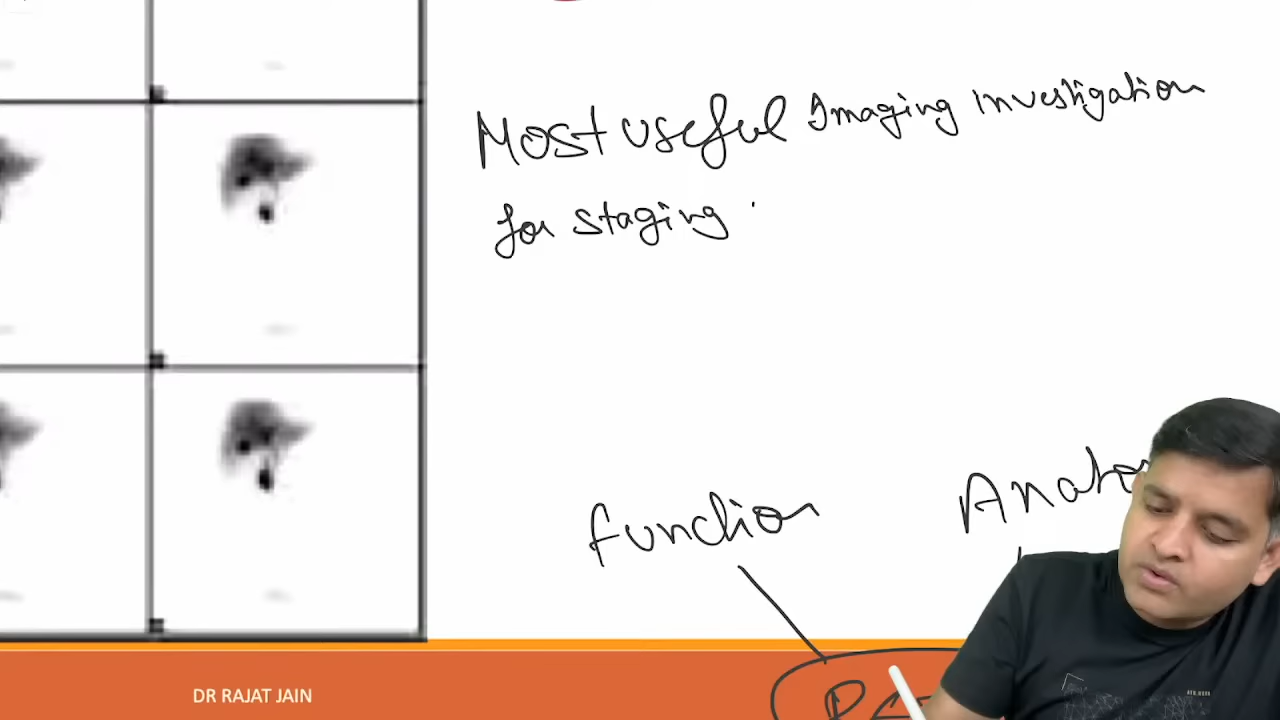 Most useful Imaging investigation
for staging
function
DR RAJAT JAIN